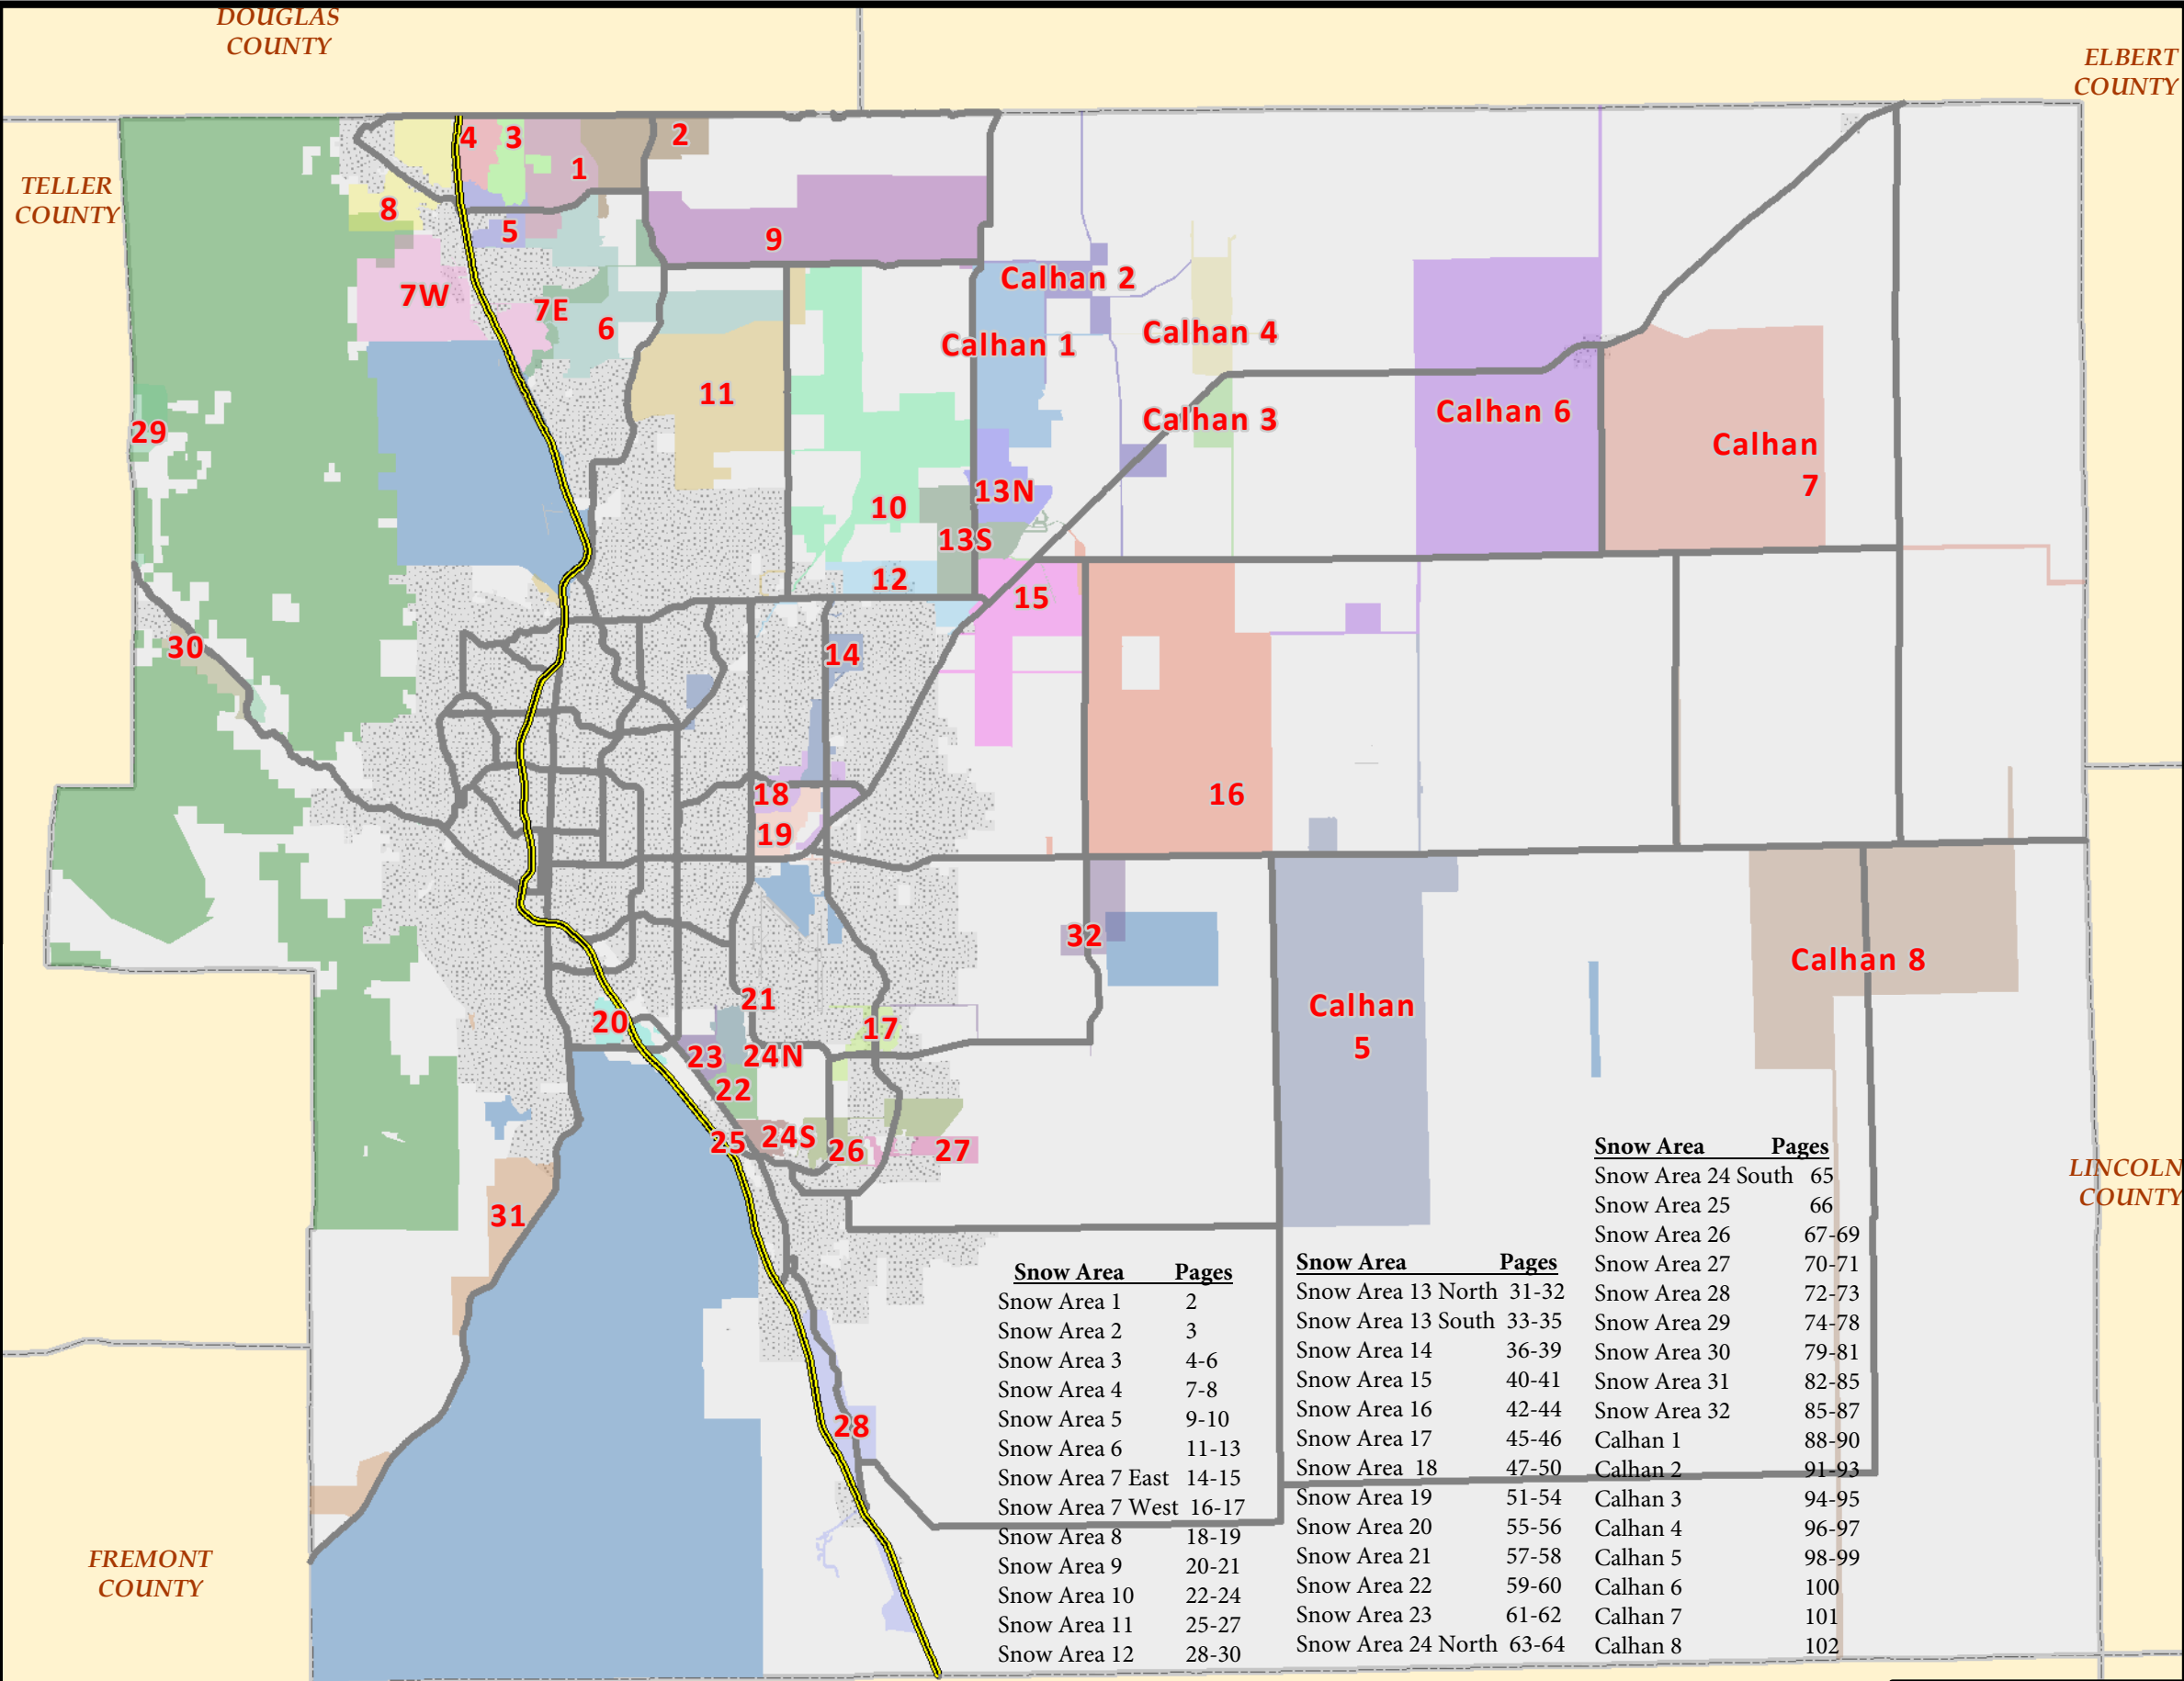 DOUGLAS
COUNTY
ELBERT
COUNTY
TELLER
COUNTY
4
3
2
1
8
5
9
7W
7E
6
Calhan 2
Calhan 1
Calhan 4
Calhan 3
Calhan 6
Calhan
7
11
29
10
13N
13S
12
15
30
14
16
18
19
32
Calhan 8
Calhan
5
21
20
17
23
24N
22
25
24S
26
27
31
28
LINCOLN
COUNTY
FREMONT
COUNTY
Snow Area Pages
Snow Area 1 2
Snow Area 2 3
Snow Area 3 4-6
Snow Area 4 7-8
Snow Area 5 9-10
Snow Area 6 11-13
Snow Area 7 East 14-15
Snow Area 7 West 16-17
Snow Area 8 18-19
Snow Area 9 20-21
Snow Area 10 22-24
Snow Area 11 25-27
Snow Area 12 28-30
Snow Area Pages
Snow Area 13 North 31-32
Snow Area 13 South 33-35
Snow Area 14 36-39
Snow Area 15 40-41
Snow Area 16 42-44
Snow Area 17 45-46
Snow Area 18 47-50
Snow Area 19 51-54
Snow Area 20 55-56
Snow Area 21 57-58
Snow Area 22 59-60
Snow Area 23 61-62
Snow Area 24 North 63-64
Snow Area Pages
Snow Area 24 South 65
Snow Area 25 66
Snow Area 26 67-69
Snow Area 27 70-71
Snow Area 28 72-73
Snow Area 29 74-78
Snow Area 30 79-81
Snow Area 31 82-85
Snow Area 32 85-87
Calhan 1 88-90
Calhan 2 91-93
Calhan 3 94-95
Calhan 4 96-97
Calhan 5 98-99
Calhan 6 100
Calhan 7 101
Calhan 8 102